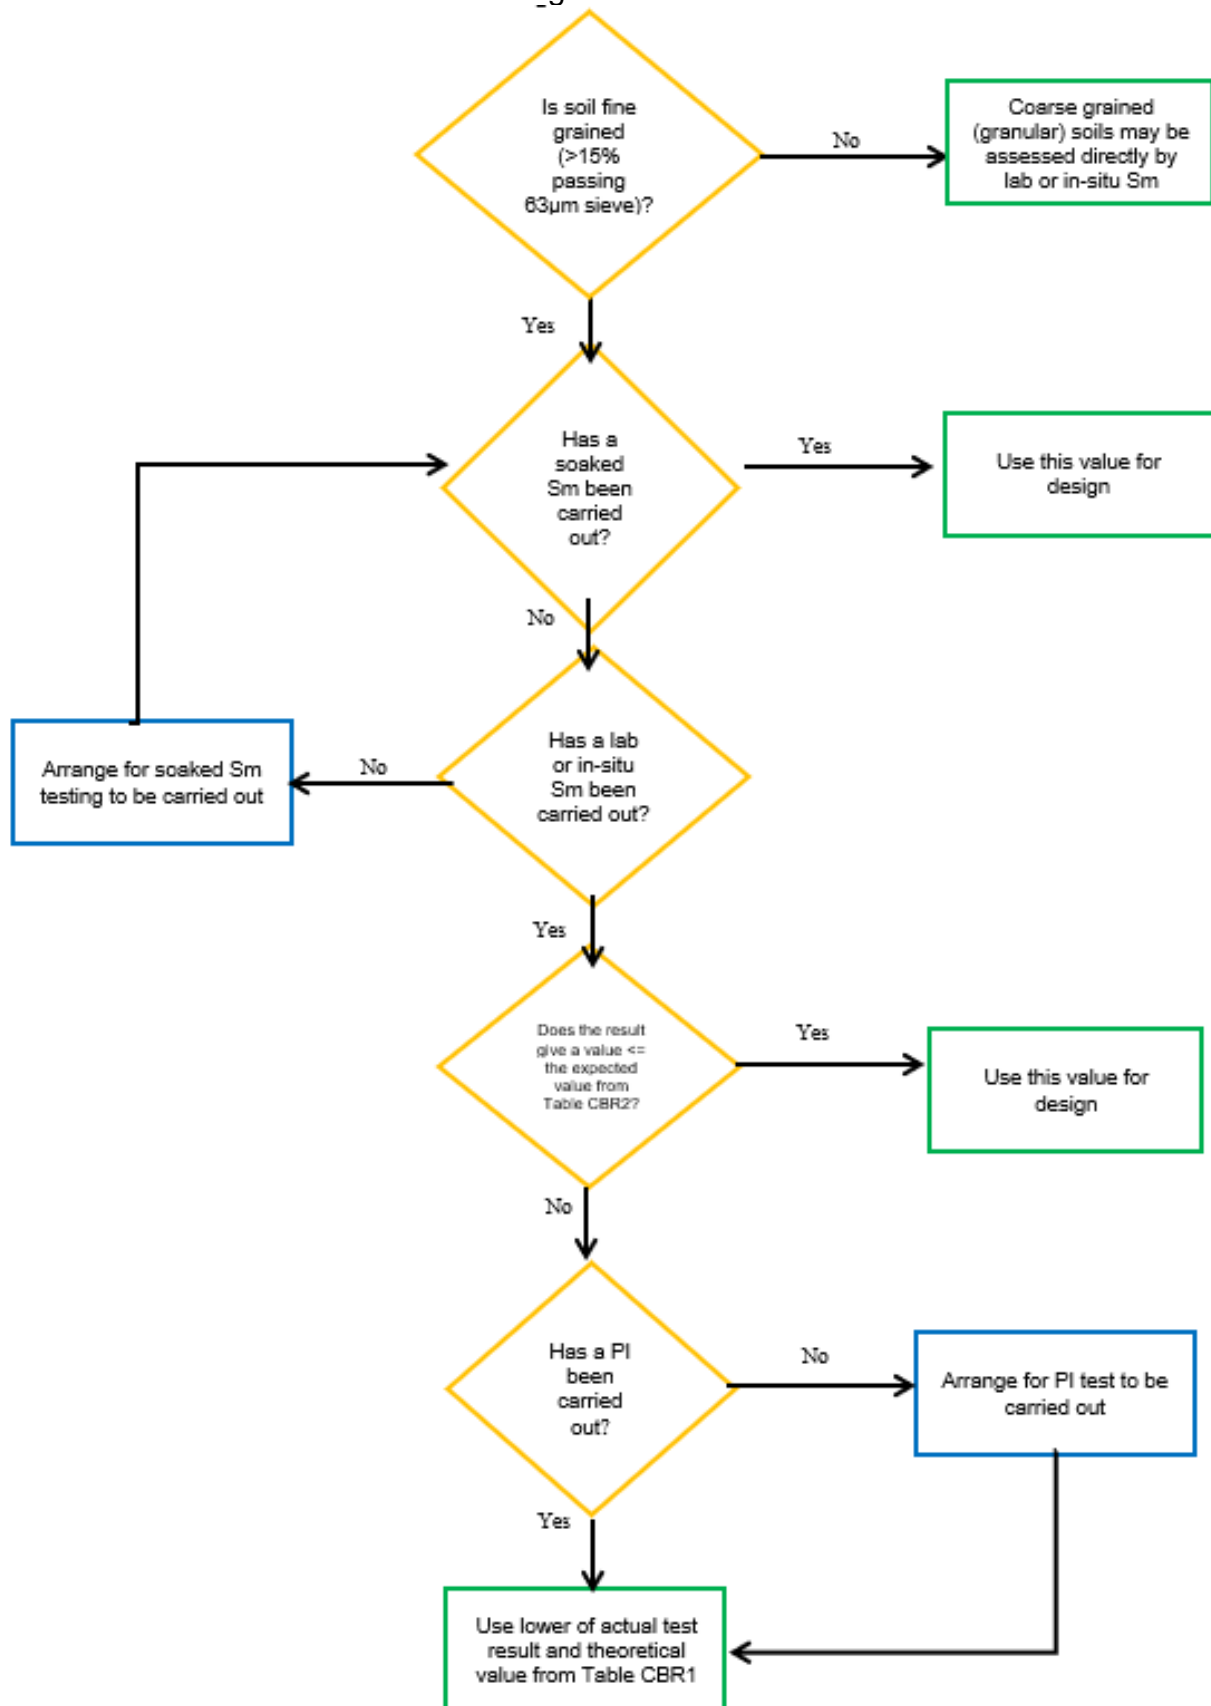 Is soil fine
grained
(>15%
passing
63µm sieve)?
No
Coarse grained
(granular) soils may be
assessed directly by
lab or in-situ Sm
Yes
Has a
soaked
Sm been
carried
out?
Yes
Use this value for
design
No
Has a lab
or in-situ
Sm been
carried out?
No
Arrange for soaked Sm
testing to be carried out
Yes
Does the result
give a value <=
the expected
value from
Table CBR2?
Yes
Use this value for
design
No
Has a PI
been
carried
out?
No
Arrange for PI test to be
carried out
Yes
Use lower of actual test
result and theoretical
value from Table CBR1